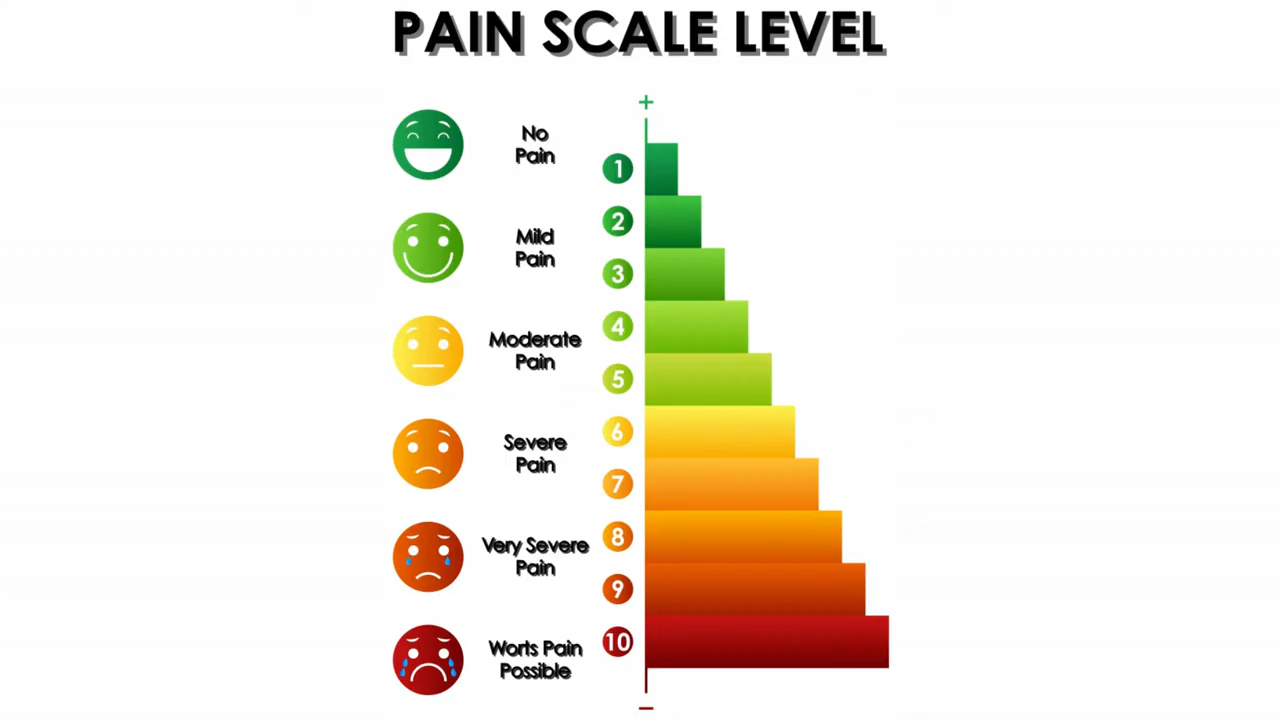 PAIN SCALE LEVEL
+
No
Pain
1
2
Mild
Pain
3
Moderate
Pain
4
5
Severe
Pain
6
7
Very Severe
Pain
8
9
Worts Pain
Possible
10
−